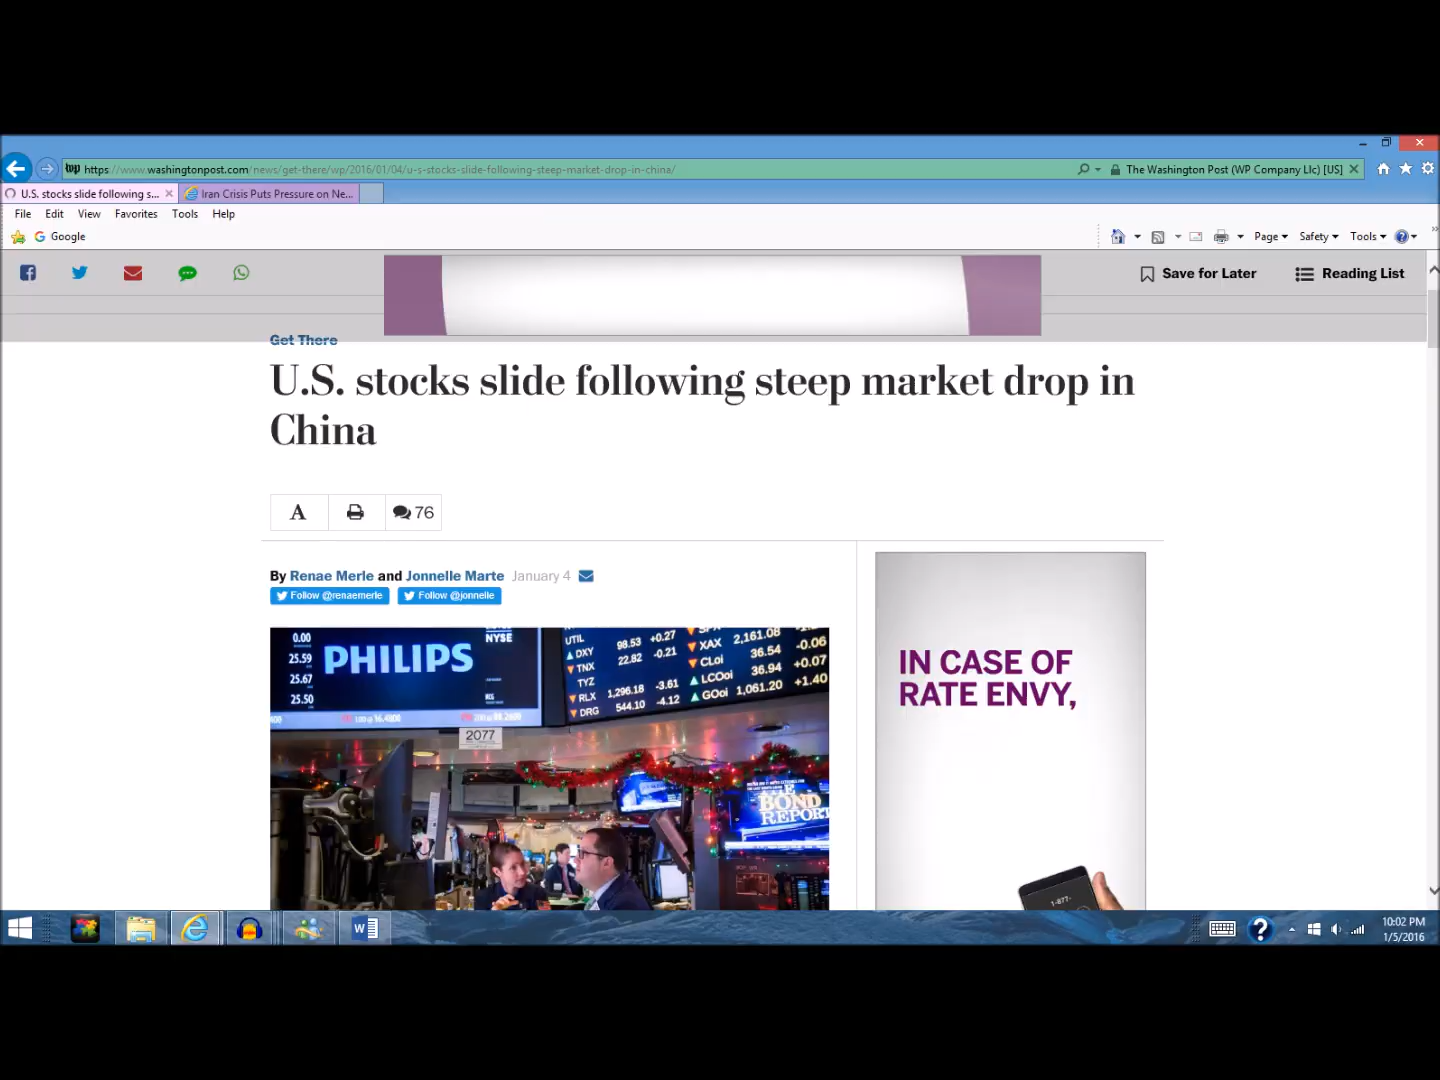 https://www.washingtonpost.com/news/get-there/wp/2016/01/04/u-s-stocks-slide-following-steep-market-drop-in-china/
The Washington Post (WP Company Llc) [US]
U.S. stocks slide following s...
Iran Crisis Puts Pressure on Ne...
File Edit View Favorites Tools Help
Google
Page Safety Tools
Save for Later
Reading List
Get There
U.S. stocks slide following steep market drop in
China
A
76
By Renae Merle and Jonnelle Marte January 4
Follow @renaemerle
Follow @jonnelle
0.00
25.59
25.67
25.50
PHILIPS
NYSE
UTIL 98.53 +0.27
DXY 22.82 -0.21
TNX
TYZ
RLX 1,296.18 -3.61
DRG 544.10 -4.12
XAX 2,161.08
CLoi 36.54 -0.06
LCOoi 36.94 +0.07
GOoi 1,061.20 +1.40
2077
THE
BOND
REPORT
IN CASE OF
RATE ENVY,
1-877-
10:02 PM
1/5/2016